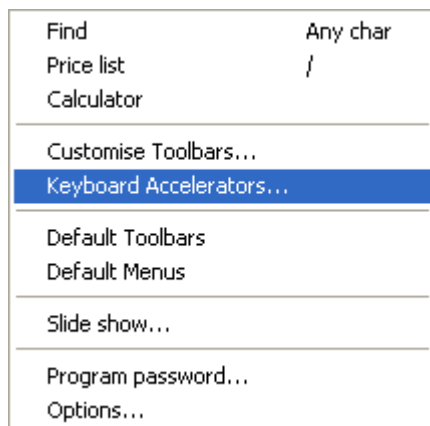 Find Any char
Price list /
Calculator
Customise Toolbars...
Keyboard Accelerators...
Default Toolbars
Default Menus
Slide show...
Program password...
Options...